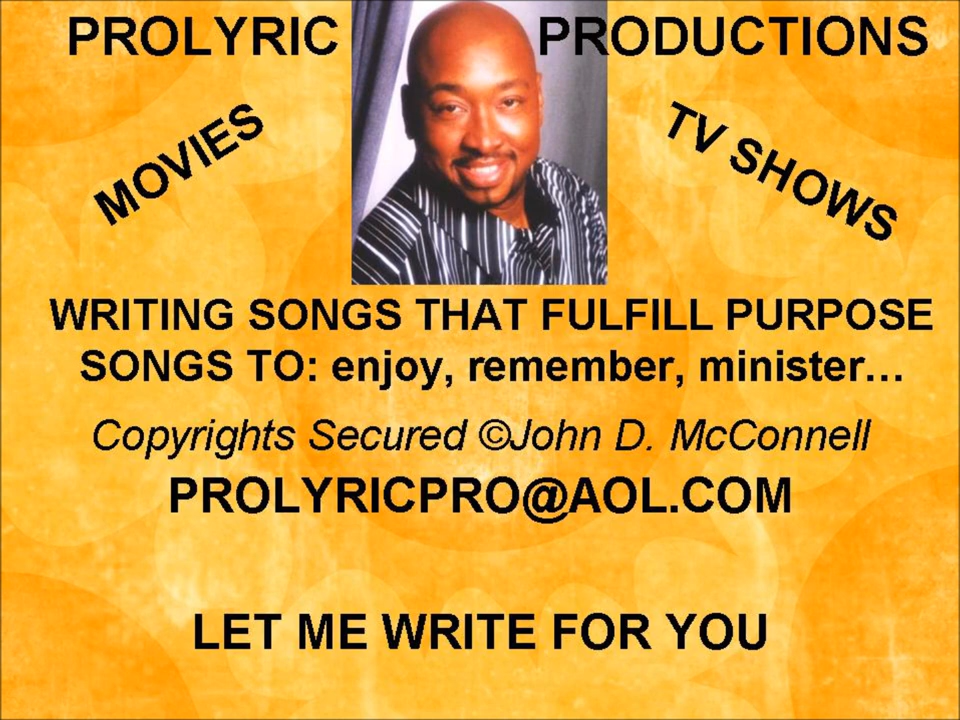 PROLYRIC PRODUCTIONS
MOVIES
TV SHOWS
WRITING SONGS THAT FULFILL PURPOSE
SONGS TO: enjoy, remember, minister...
Copyrights Secured ©John D. McConnell
PROLYRICPRO@AOL.COM
LET ME WRITE FOR YOU